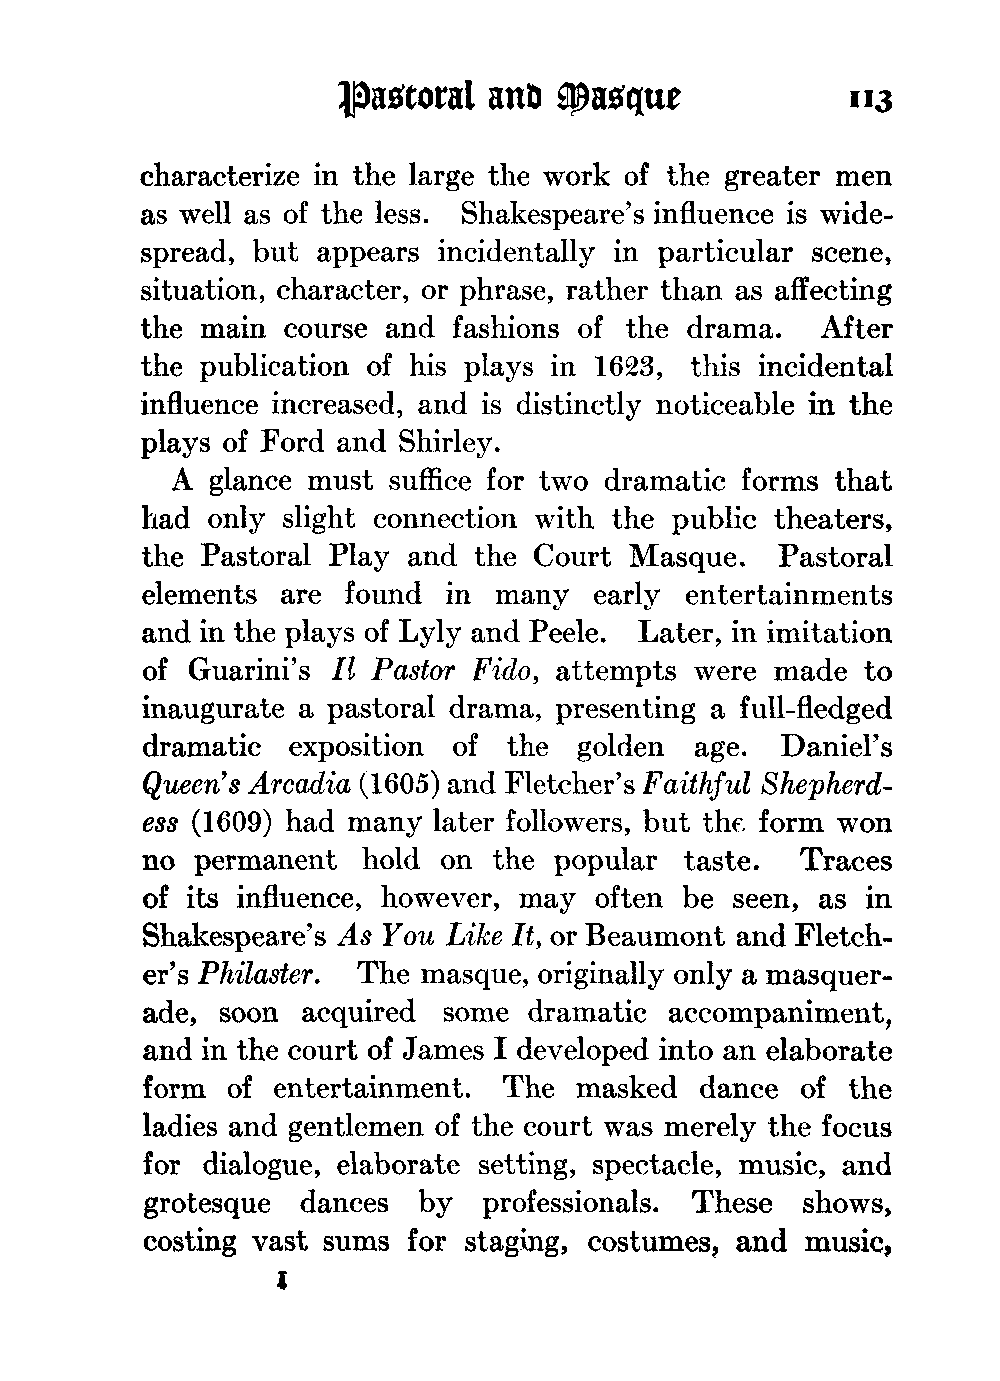 Pastoral and Masque 113
characterize in the large the work of the greater men
as well as of the less. Shakespeare's influence is wide-
spread, but appears incidentally in particular scene,
situation, character, or phrase, rather than as affecting
the main course and fashions of the drama. After
the publication of his plays in 1623, this incidental
influence increased, and is distinctly noticeable in the
plays of Ford and Shirley.
A glance must suffice for two dramatic forms that
had only slight connection with the public theaters,
the Pastoral Play and the Court Masque. Pastoral
elements are found in many early entertainments
and in the plays of Lyly and Peele. Later, in imitation
of Guarini's Il Pastor Fido, attempts were made to
inaugurate a pastoral drama, presenting a full-fledged
dramatic exposition of the golden age. Daniel's
Queen's Arcadia (1605) and Fletcher's Faithful Shepherd-
ess (1609) had many later followers, but the form won
no permanent hold on the popular taste. Traces
of its influence, however, may often be seen, as in
Shakespeare's As You Like It, or Beaumont and Fletch-
er's Philaster. The masque, originally only a masquer-
ade, soon acquired some dramatic accompaniment,
and in the court of James I developed into an elaborate
form of entertainment. The masked dance of the
ladies and gentlemen of the court was merely the focus
for dialogue, elaborate setting, spectacle, music, and
grotesque dances by professionals. These shows,
costing vast sums for staging, costumes, and music,
I